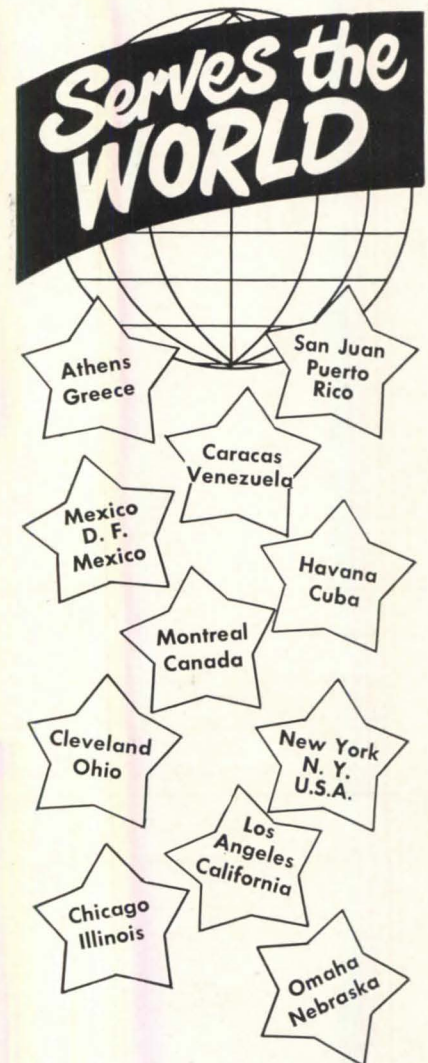 Serves the
WORLD
Athens
Greece
San Juan
Puerto
Rico
Caracas
Venezuela
Mexico
D. F.
Mexico
Havana
Cuba
Montreal
Canada
Cleveland
Ohio
New York
N. Y.
U.S.A.
Los
Angeles
California
Chicago
Illinois
Omaha
Nebraska